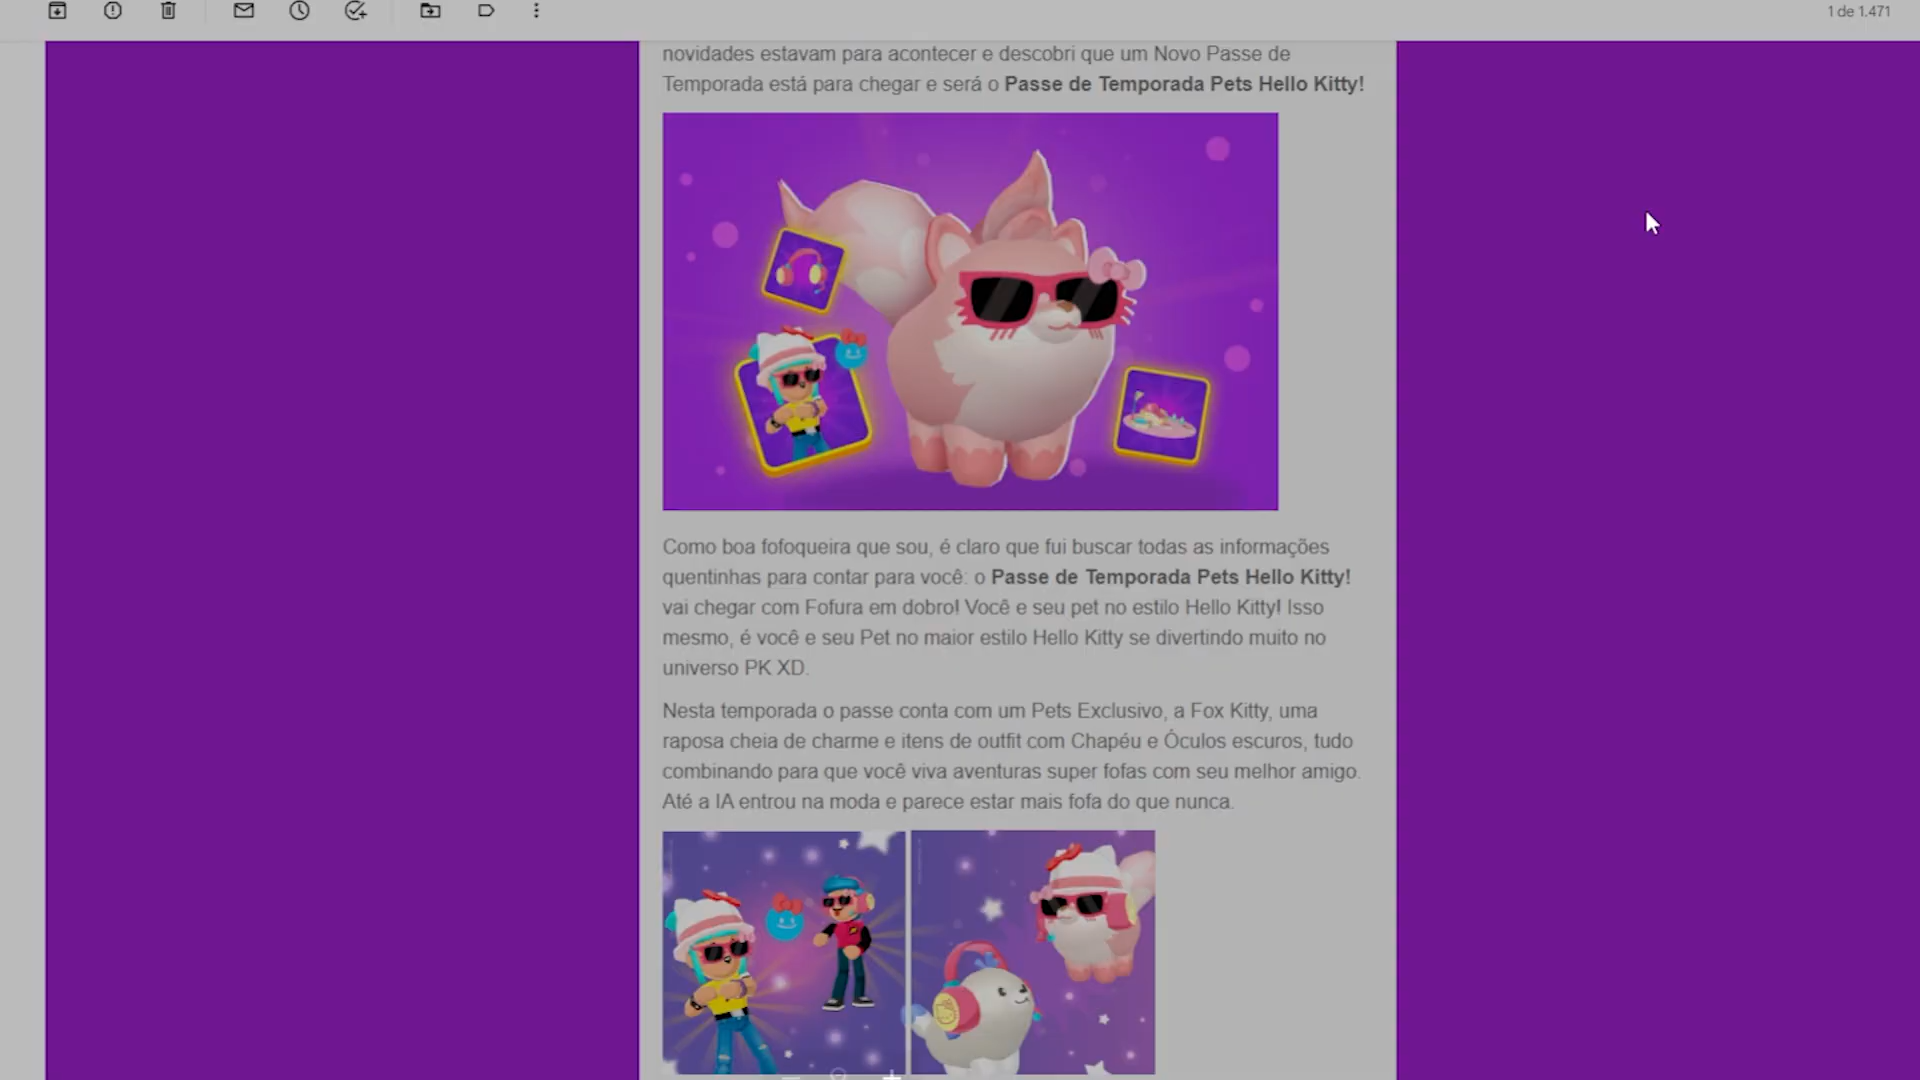 1 de 1.471
novidades estavam para acontecer e descobri que um Novo Passe de
Temporada está para chegar e será o Passe de Temporada Pets Hello Kitty!
Como boa fofoqueira que sou, é claro que fui buscar todas as informações
quentinhas para contar para você: o Passe de Temporada Pets Hello Kitty!
vai chegar com Fofura em dobro! Você e seu pet no estilo Hello Kitty! Isso
mesmo, é você e seu Pet no maior estilo Hello Kitty se divertindo muito no
universo PK XD.
Nesta temporada o passe conta com um Pets Exclusivo, a Fox Kitty, uma
raposa cheia de charme e itens de outfit com Chapéu e Óculos escuros, tudo
combinando para que você viva aventuras super fofas com seu melhor amigo.
Até a IA entrou na moda e parece estar mais fofa do que nunca.